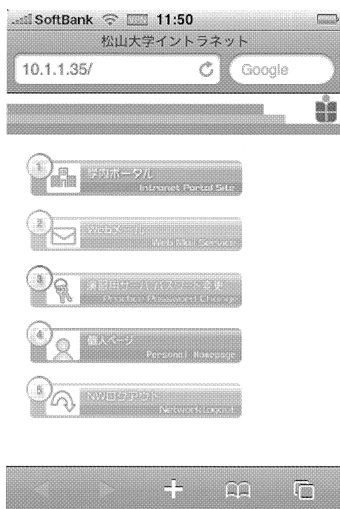 SoftBank 11:50
松山大学イントラネット
10.1.1.35/ Google
1 学内ポータル
Intranet Portal Site
2 Webメール
Web Mail Service
3 演習用サーバパスワード変更
Practice Password Change
4 個人ページ
Personal Homepage
5 NWログアウト
Network Logout